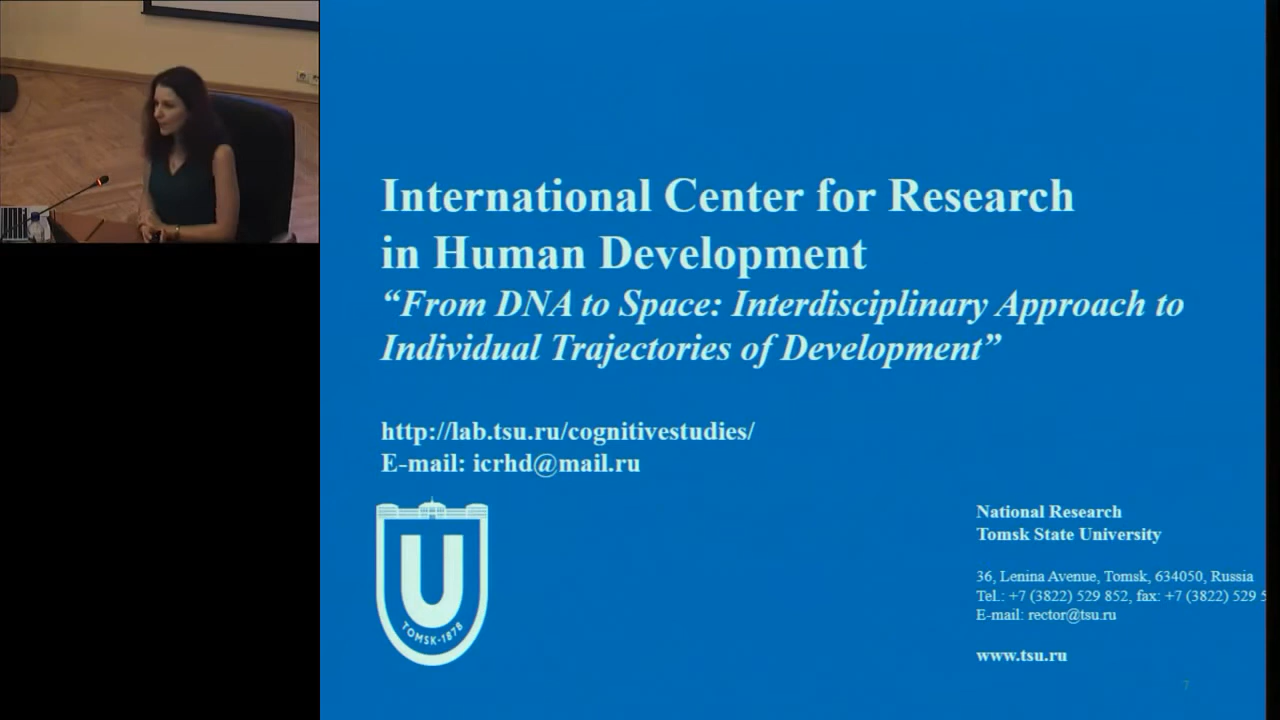 International Center for Research
in Human Development
“From DNA to Space: Interdisciplinary Approach to
Individual Trajectories of Development”
http://lab.tsu.ru/cognitivestudies/
E-mail: icrhd@mail.ru
U
TOMSK-1878
National Research
Tomsk State University
36, Lenina Avenue, Tomsk, 634050, Russia
Tel.: +7 (3822) 529 852, fax: +7 (3822) 529 5
E-mail: rector@tsu.ru
www.tsu.ru
7